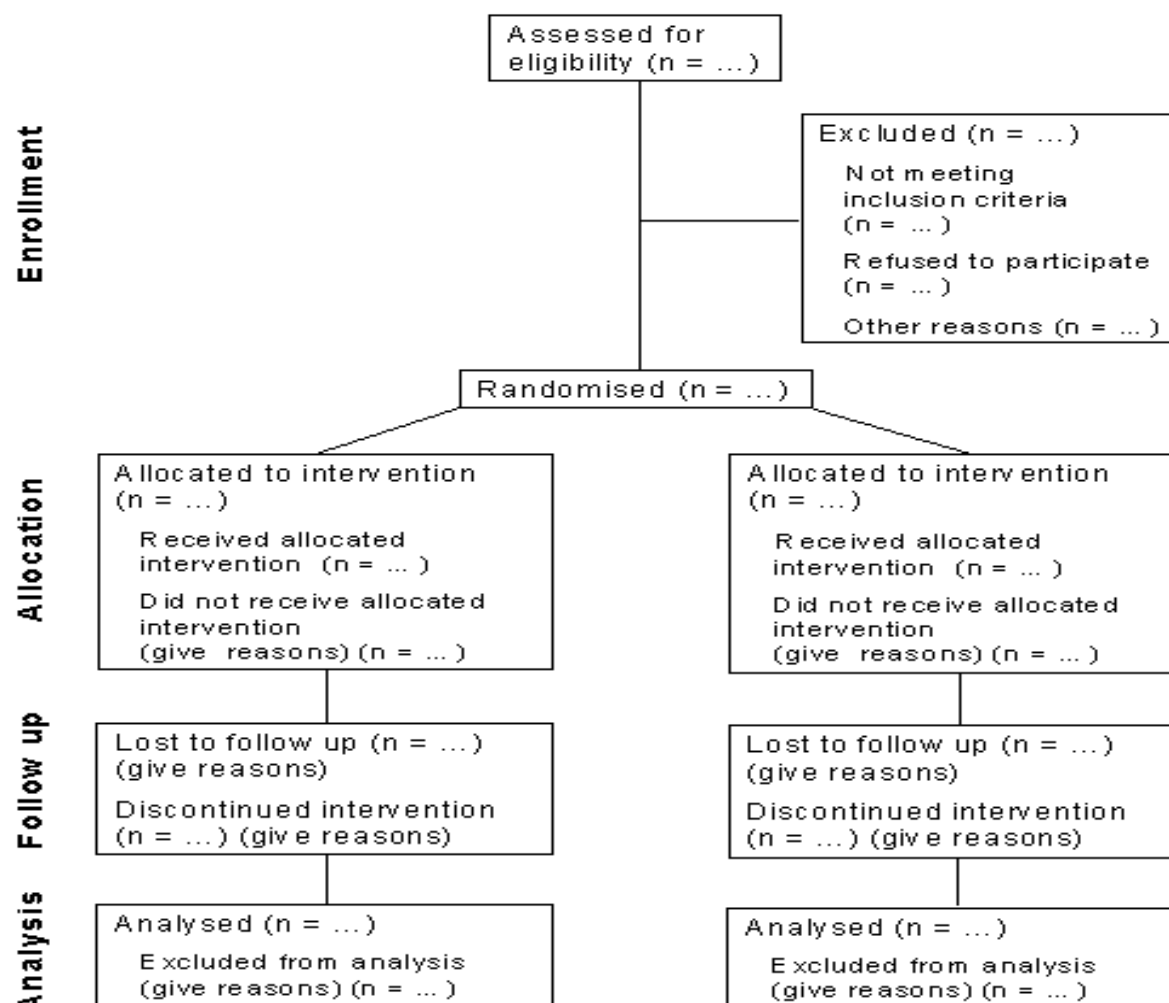 Assessed for
eligibility (n = ...)
Enrollment
Excluded (n = ...)
Not meeting
inclusion criteria
(n = ... )
Refused to participate
(n = ... )
Other reasons (n = ... )
Randomised (n = ...)
Allocation
Allocated to intervention
(n = ...)
Received allocated
intervention (n = ... )
Did not receive allocated
intervention
(give reasons) (n = ... )
Allocated to intervention
(n = ...)
Received allocated
intervention (n = ... )
Did not receive allocated
intervention
(give reasons) (n = ... )
Follow up
Lost to follow up (n = ...)
(give reasons)
Discontinued intervention
(n = ...) (give reasons)
Lost to follow up (n = ...)
(give reasons)
Discontinued intervention
(n = ...) (give reasons)
Analysis
Analysed (n = ...)
Excluded from analysis
(give reasons) (n = ... )
Analysed (n = ...)
Excluded from analysis
(give reasons) (n = ... )